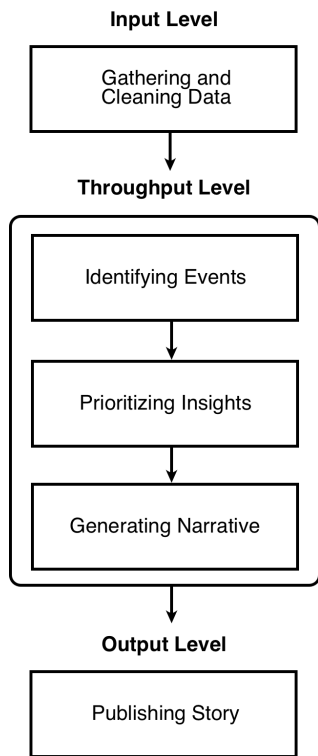 Input Level
Gathering and
Cleaning Data
Throughput Level
Identifying Events
Prioritizing Insights
Generating Narrative
Output Level
Publishing Story